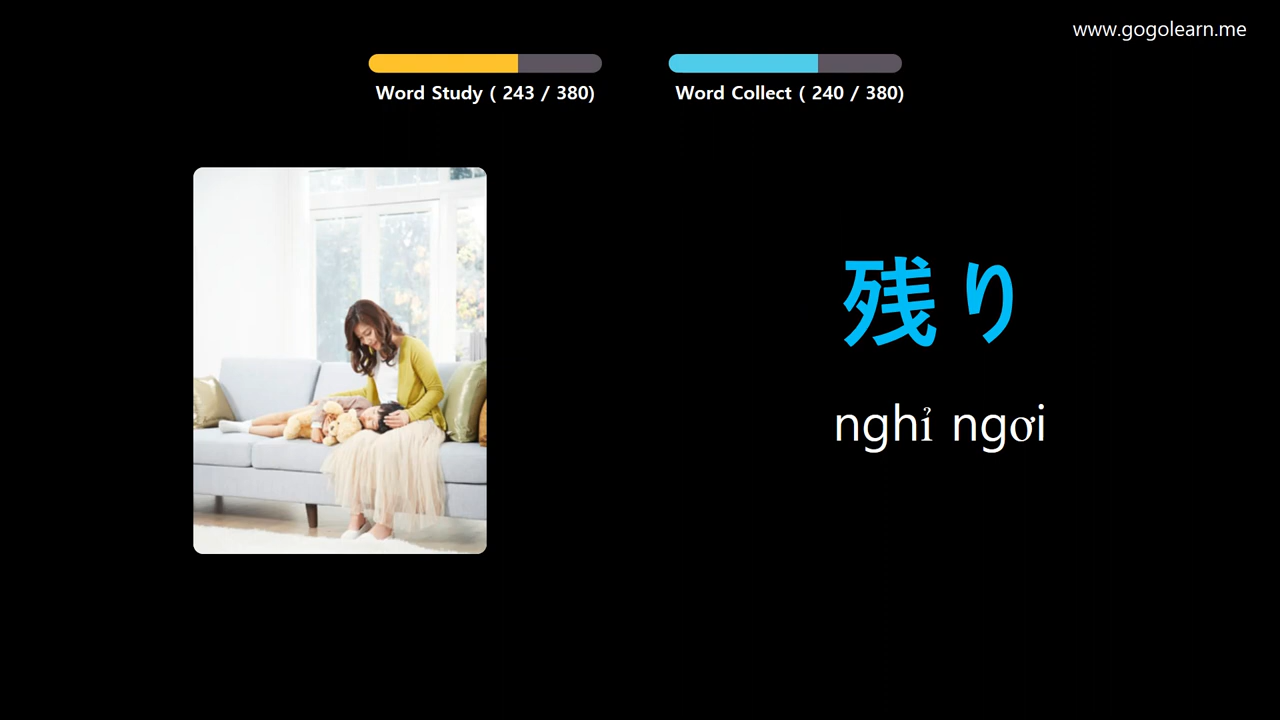 www.gogolearn.me
Word Study ( 243 / 380)
Word Collect ( 240 / 380)
残り
nghỉ ngơi